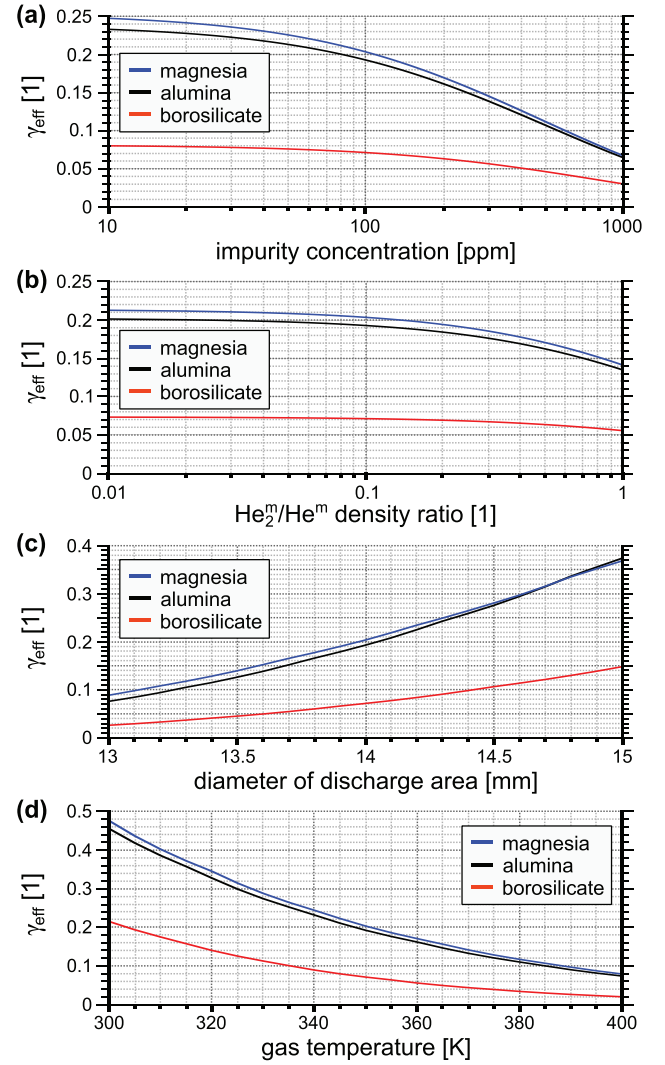 (a)
0.25
0.2
0.15
0.1
0.05
0
γeff [1]
magnesia
alumina
borosilicate
10
100
1000
impurity concentration [ppm]
(b)
0.25
0.2
0.15
0.1
0.05
0
γeff [1]
magnesia
alumina
borosilicate
0.01
0.1
1
He₂ᵐ/Heᵐ density ratio [1]
(c)
0.4
0.3
0.2
0.1
0
γeff [1]
magnesia
alumina
borosilicate
13
13.5
14
14.5
15
diameter of discharge area [mm]
(d)
0.5
0.4
0.3
0.2
0.1
0
γeff [1]
magnesia
alumina
borosilicate
300
320
340
360
380
400
gas temperature [K]